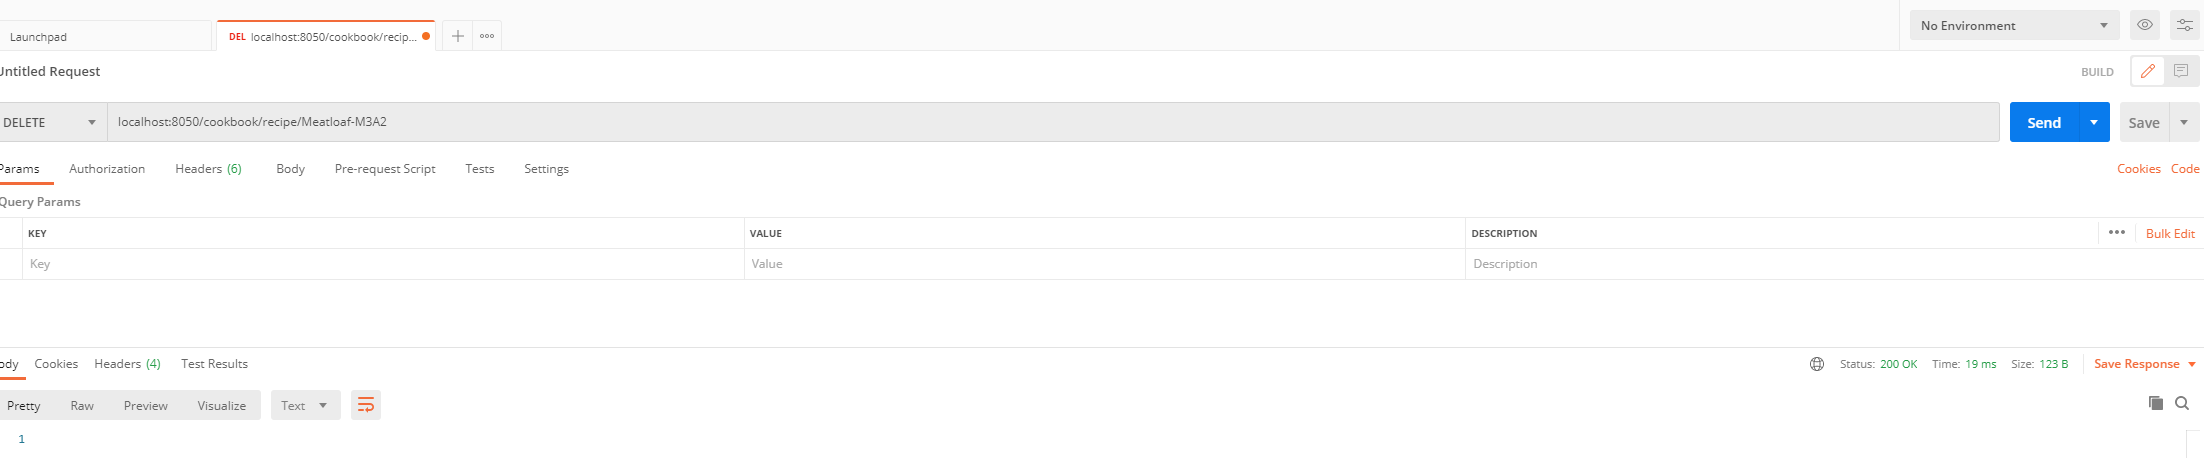 Launchpad DEL localhost:8050/cookbook/recip... No Environment
Untitled Request BUILD
DELETE localhost:8050/cookbook/recipe/Meatloaf-M3A2 Send Save
Params Authorization Headers (6) Body Pre-request Script Tests Settings Cookies Code
Query Params
KEY VALUE DESCRIPTION Bulk Edit
Key Value Description
ody Cookies Headers (4) Test Results Status: 200 OK Time: 19 ms Size: 123 B Save Response
Pretty Raw Preview Visualize Text
1